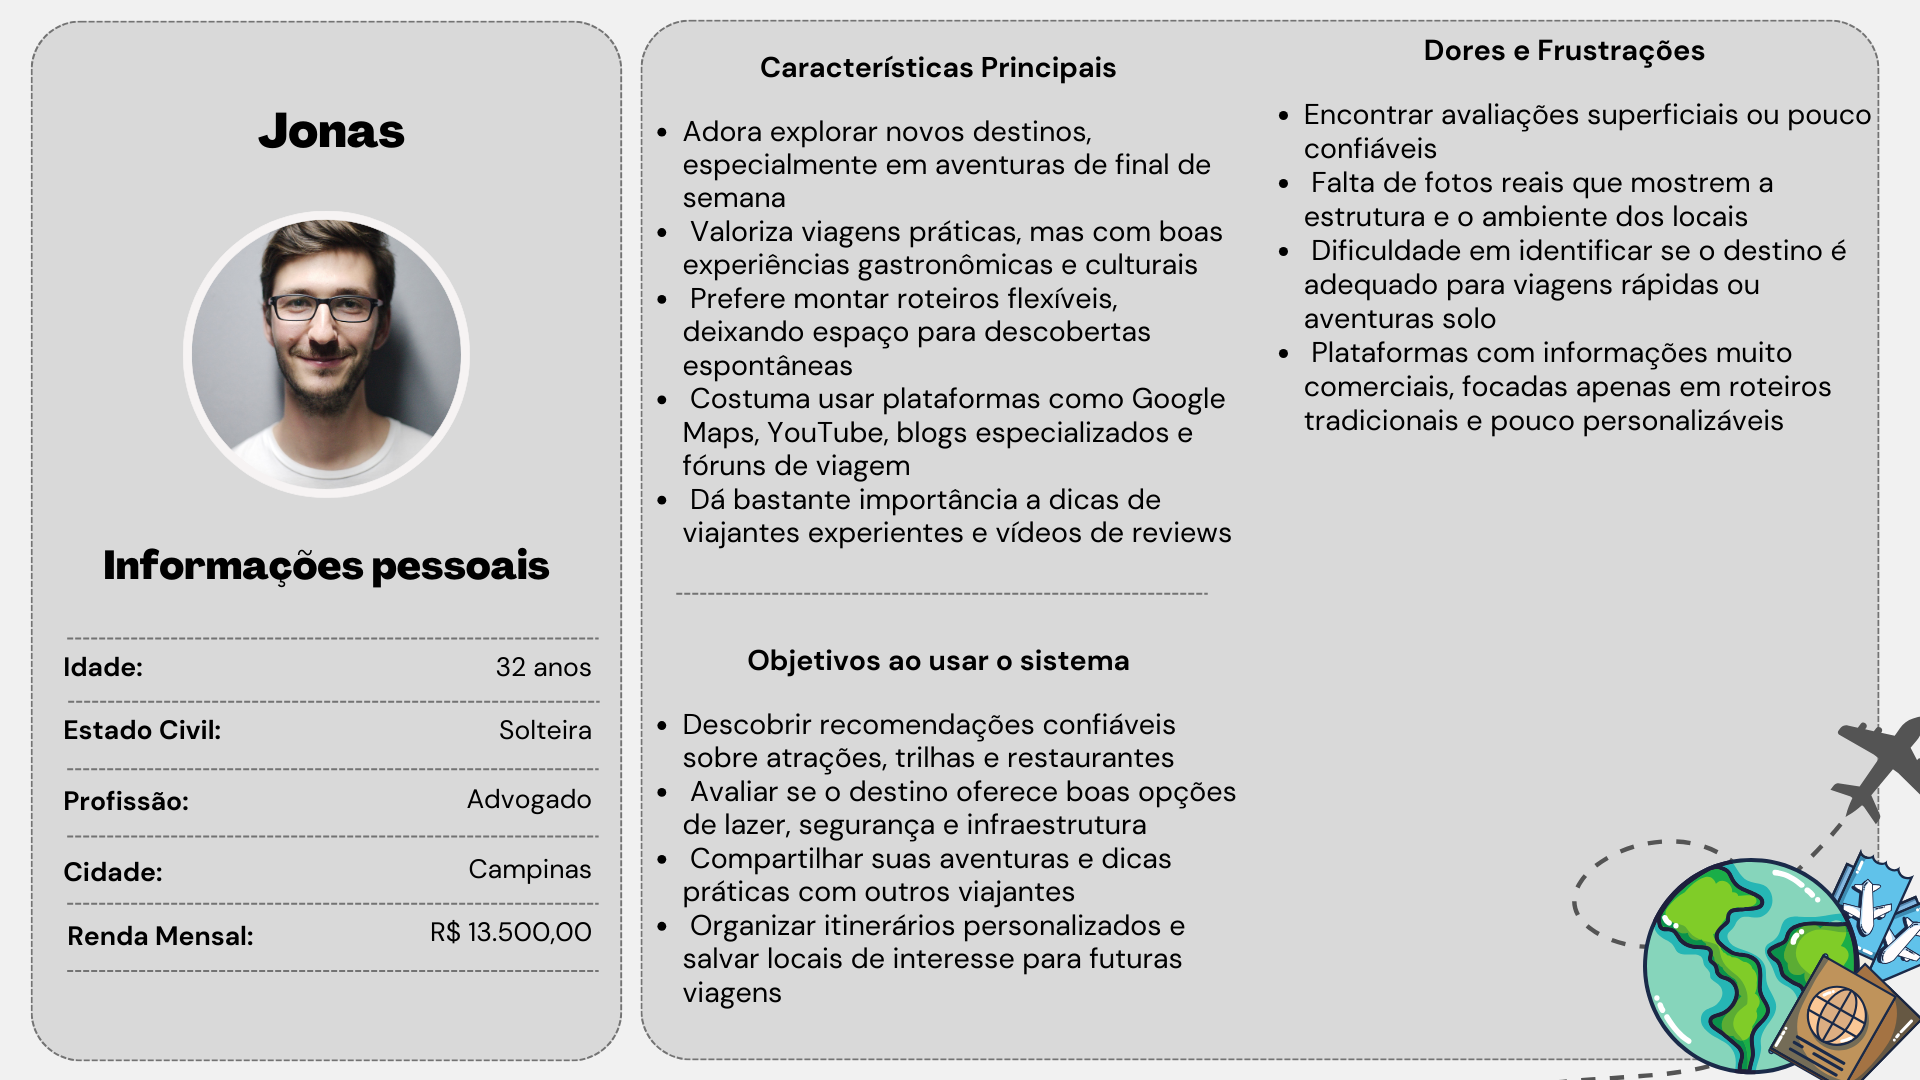 Jonas
Informações pessoais
Idade: 32 anos
Estado Civil: Solteira
Profissão: Advogado
Cidade: Campinas
Renda Mensal: R$ 13.500,00
Características Principais
• Adora explorar novos destinos,
especialmente em aventuras de final de
semana
• Valoriza viagens práticas, mas com boas
experiências gastronômicas e culturais
• Prefere montar roteiros flexíveis,
deixando espaço para descobertas
espontâneas
• Costuma usar plataformas como Google
Maps, YouTube, blogs especializados e
fóruns de viagem
• Dá bastante importância a dicas de
viajantes experientes e vídeos de reviews
Objetivos ao usar o sistema
• Descobrir recomendações confiáveis
sobre atrações, trilhas e restaurantes
• Avaliar se o destino oferece boas opções
de lazer, segurança e infraestrutura
• Compartilhar suas aventuras e dicas
práticas com outros viajantes
• Organizar itinerários personalizados e
salvar locais de interesse para futuras
viagens
Dores e Frustrações
• Encontrar avaliações superficiais ou pouco
confiáveis
• Falta de fotos reais que mostrem a
estrutura e o ambiente dos locais
• Dificuldade em identificar se o destino é
adequado para viagens rápidas ou
aventuras solo
• Plataformas com informações muito
comerciais, focadas apenas em roteiros
tradicionais e pouco personalizáveis